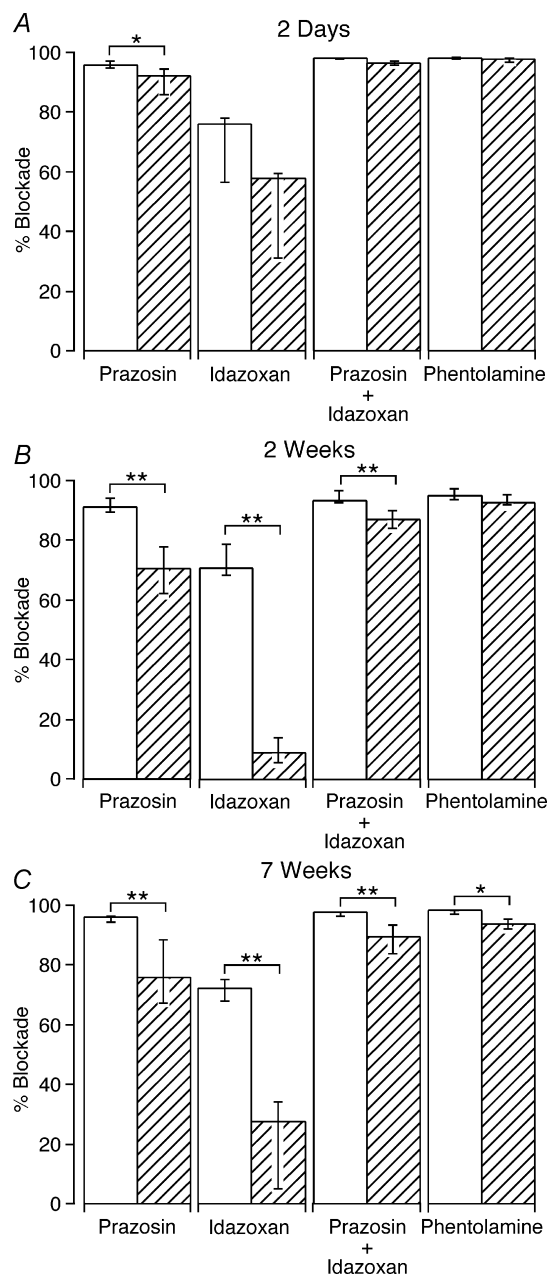 A
2 Days
*
100
80
60
40
20
0
% Blockade
Prazosin
Idazoxan
Prazosin
+
Idazoxan
Phentolamine
B
2 Weeks
**
**
**
100
80
60
40
20
0
% Blockade
Prazosin
Idazoxan
Prazosin
+
Idazoxan
Phentolamine
C
7 Weeks
**
**
**
*
100
80
60
40
20
0
% Blockade
Prazosin
Idazoxan
Prazosin
+
Idazoxan
Phentolamine